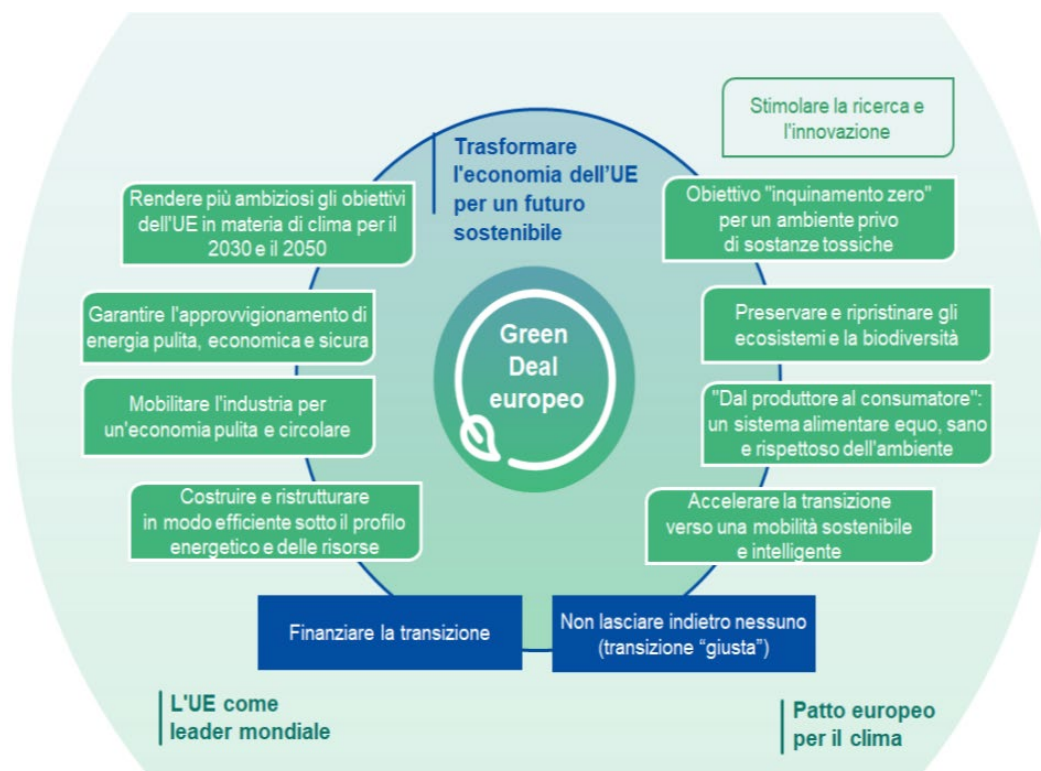 Stimolare la ricerca e
l'innovazione
Trasformare
l'economia dell'UE
per un futuro
sostenibile
Rendere più ambiziosi gli obiettivi
dell'UE in materia di clima per il
2030 e il 2050
Obiettivo "inquinamento zero"
per un ambiente privo
di sostanze tossiche
Garantire l'approvvigionamento di
energia pulita, economica e sicura
Preservare e ripristinare gli
ecosistemi e la biodiversità
Green
Deal
europeo
Mobilitare l'industria per
un'economia pulita e circolare
"Dal produttore al consumatore":
un sistema alimentare equo, sano
e rispettoso dell'ambiente
Costruire e ristrutturare
in modo efficiente sotto il profilo
energetico e delle risorse
Accelerare la transizione
verso una mobilità sostenibile
e intelligente
Finanziare la transizione
Non lasciare indietro nessuno
(transizione “giusta”)
L'UE come
leader mondiale
Patto europeo
per il clima